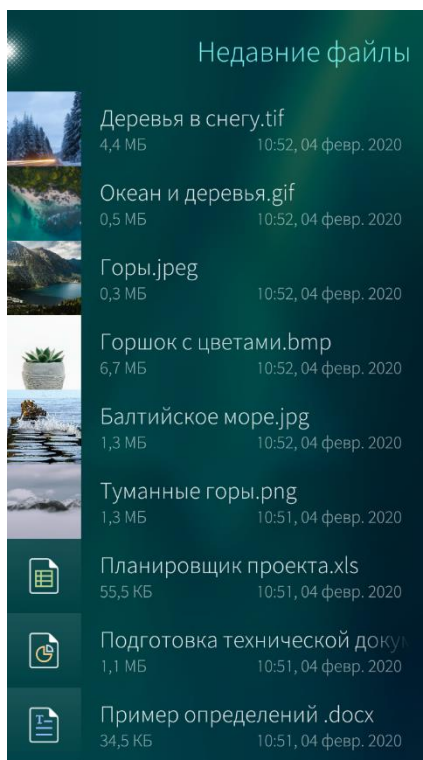 Недавние файлы
Деревья в снегу.tif
4,4 МБ 10:52, 04 февр. 2020
Океан и деревья.gif
0,5 МБ 10:52, 04 февр. 2020
Горы.jpeg
0,3 МБ 10:52, 04 февр. 2020
Горшок с цветами.bmp
6,7 МБ 10:52, 04 февр. 2020
Балтийское море.jpg
1,3 МБ 10:52, 04 февр. 2020
Туманные горы.png
1,3 МБ 10:51, 04 февр. 2020
Планировщик проекта.xls
55,5 КБ 10:51, 04 февр. 2020
Подготовка технической
1,1 МБ 10:51, 04 февр. 2020
Пример определений .docx
34,5 КБ 10:51, 04 февр. 2020